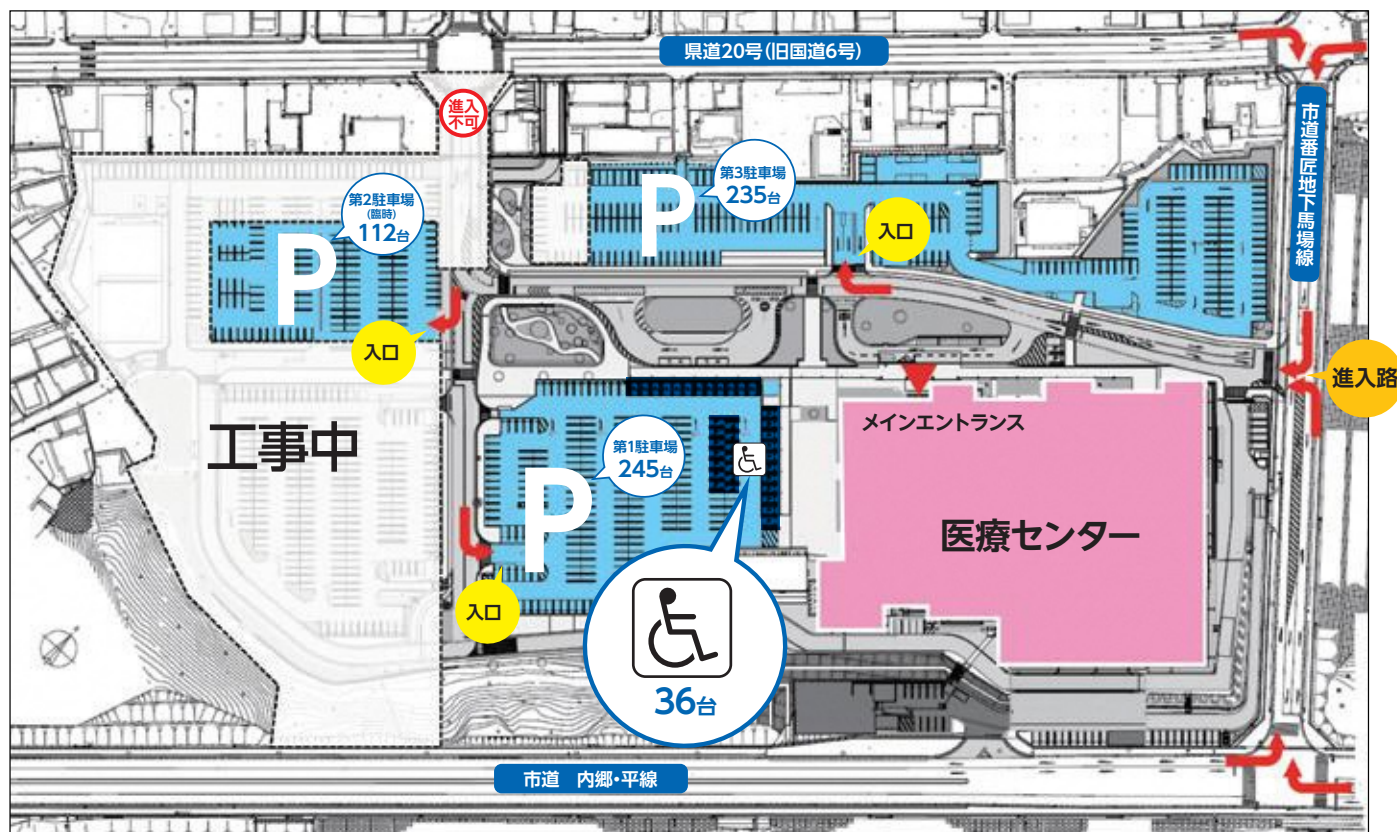 県道20号(旧国道6号)
市道番匠地下馬場線
進入
不可
第2駐車場
(臨時)
112台
P
入口
第3駐車場
235台
P
入口
進入路
工事中
第1駐車場
245台
P
入口
36台
メインエントランス
医療センター
市道 内郷・平線